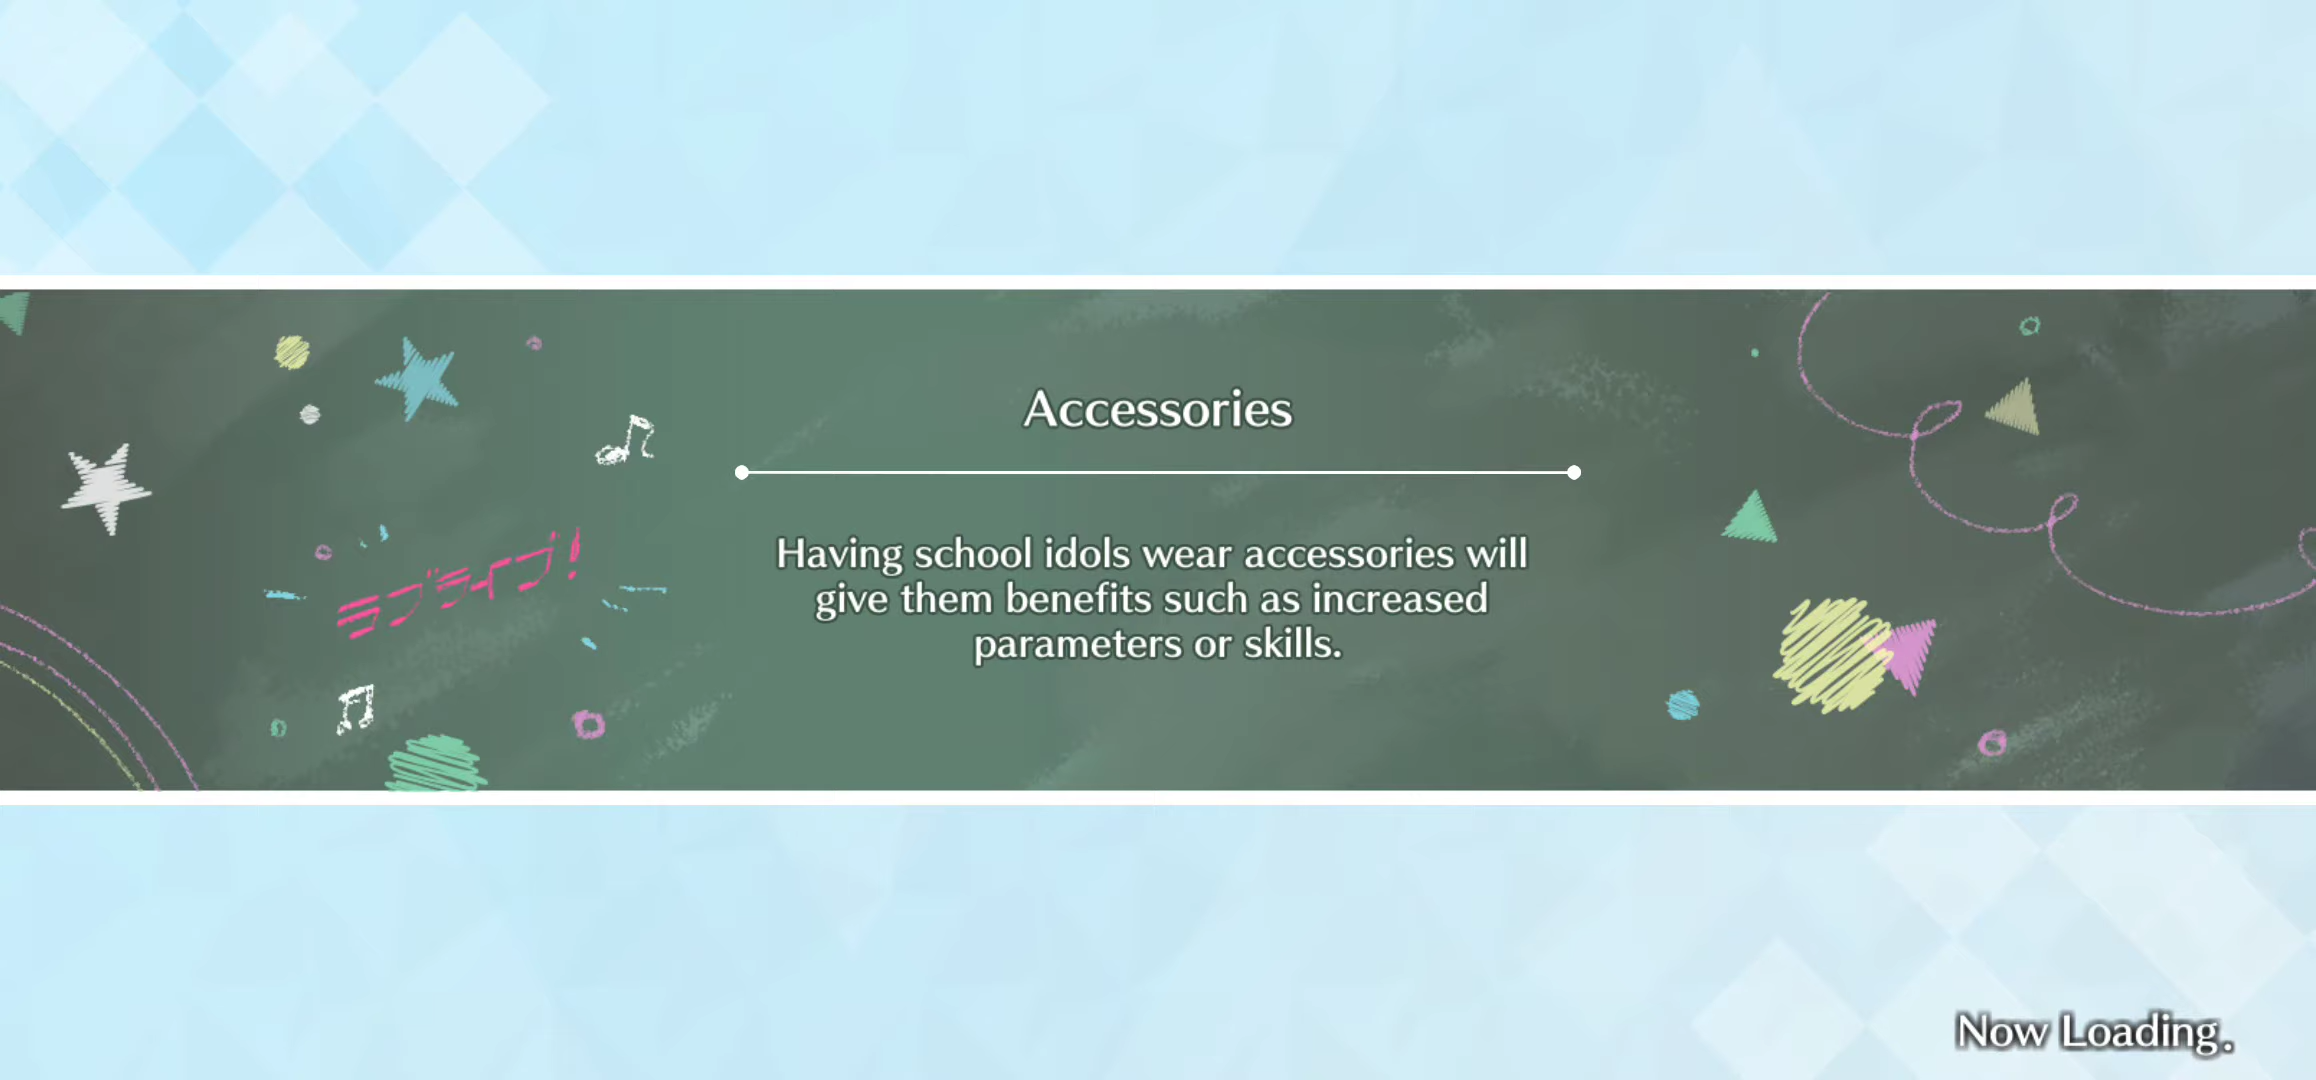 Accessories
ラブライブ!
Having school idols wear accessories will
give them benefits such as increased
parameters or skills.
Now Loading.